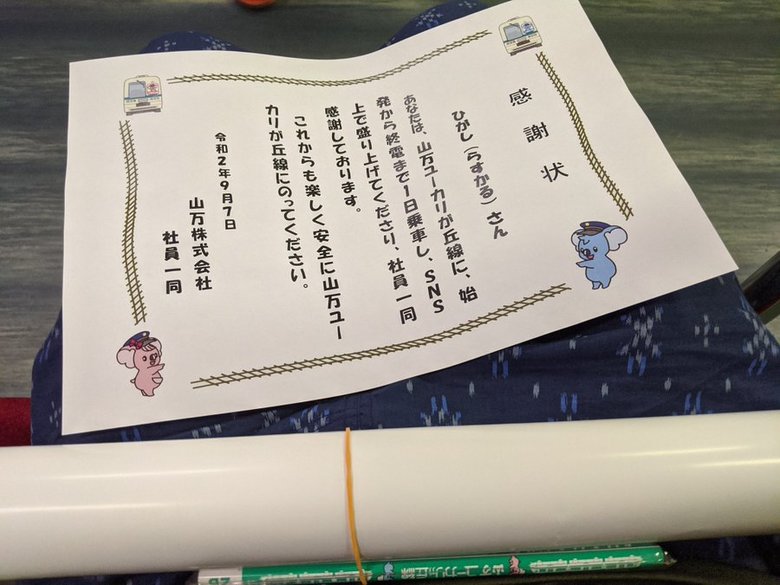 感謝状
ひがし(らすかる)さん
あなたは、山万ユーカリが丘線に、始
発から終電まで1日乗車し、SNS
上で盛り上げてくださり、社員一同
感謝しております。
これからも楽しく安全に山万ユー
カリが丘線にのってください。
令和2年9月7日
山万株式会社
社員一同